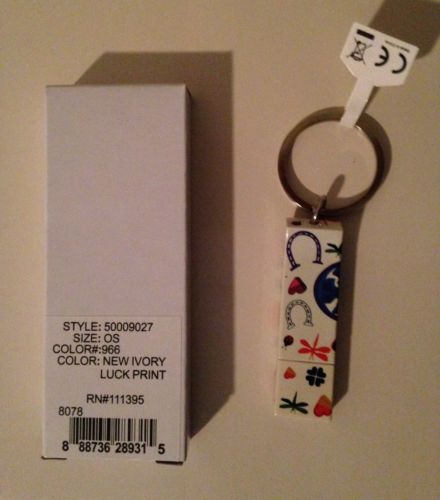 STYLE: 50009027
SIZE: OS
COLOR#:966
COLOR: NEW IVORY
LUCK PRINT
RN#111395
8078
8 88736 28931 5
CE